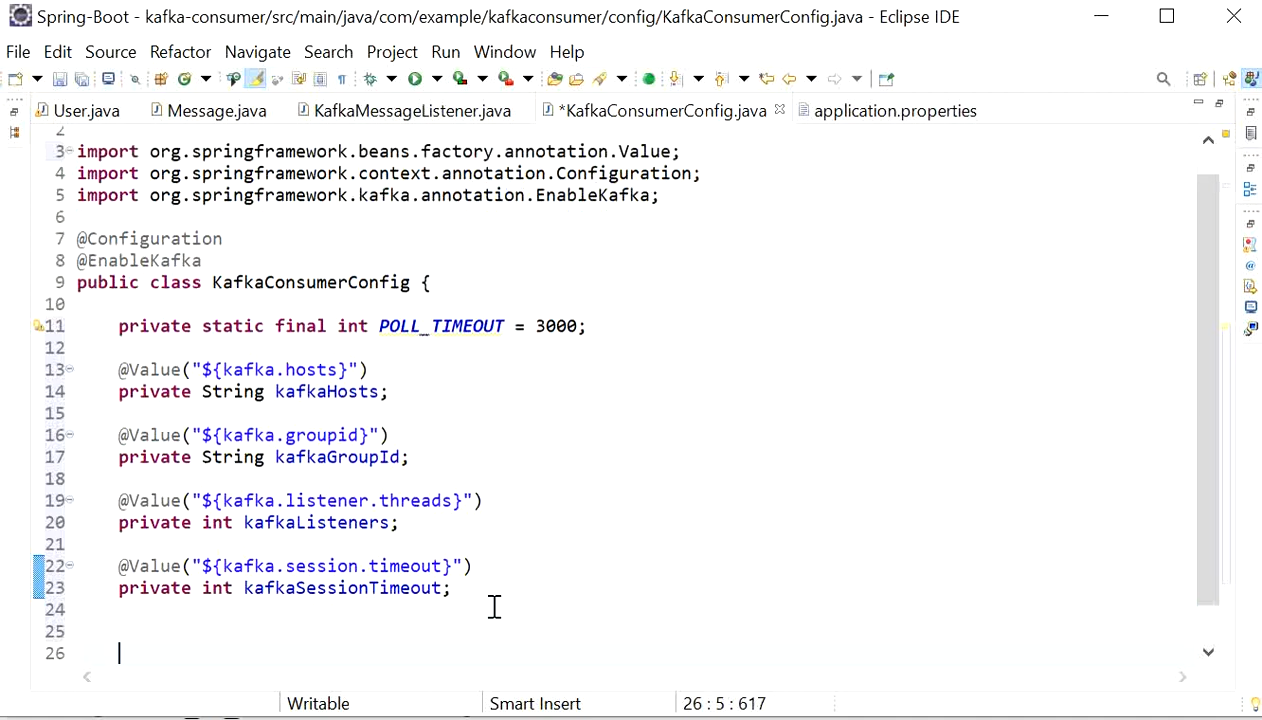 Spring-Boot - kafka-consumer/src/main/java/com/example/kafkaconsumer/config/KafkaConsumerConfig.java - Eclipse IDE
File Edit Source Refactor Navigate Search Project Run Window Help
User.java Message.java KafkaMessageListener.java *KafkaConsumerConfig.java application.properties
2
3 import org.springframework.beans.factory.annotation.Value;
4 import org.springframework.context.annotation.Configuration;
5 import org.springframework.kafka.annotation.EnableKafka;
6
7 @Configuration
8 @EnableKafka
9 public class KafkaConsumerConfig {
10
11     private static final int POLL_TIMEOUT = 3000;
12
13     @Value("${kafka.hosts}")
14     private String kafkaHosts;
15
16     @Value("${kafka.groupid}")
17     private String kafkaGroupId;
18
19     @Value("${kafka.listener.threads}")
20     private int kafkaListeners;
21
22     @Value("${kafka.session.timeout}")
23     private int kafkaSessionTimeout;
24
25
26
Writable Smart Insert 26 : 5 : 617